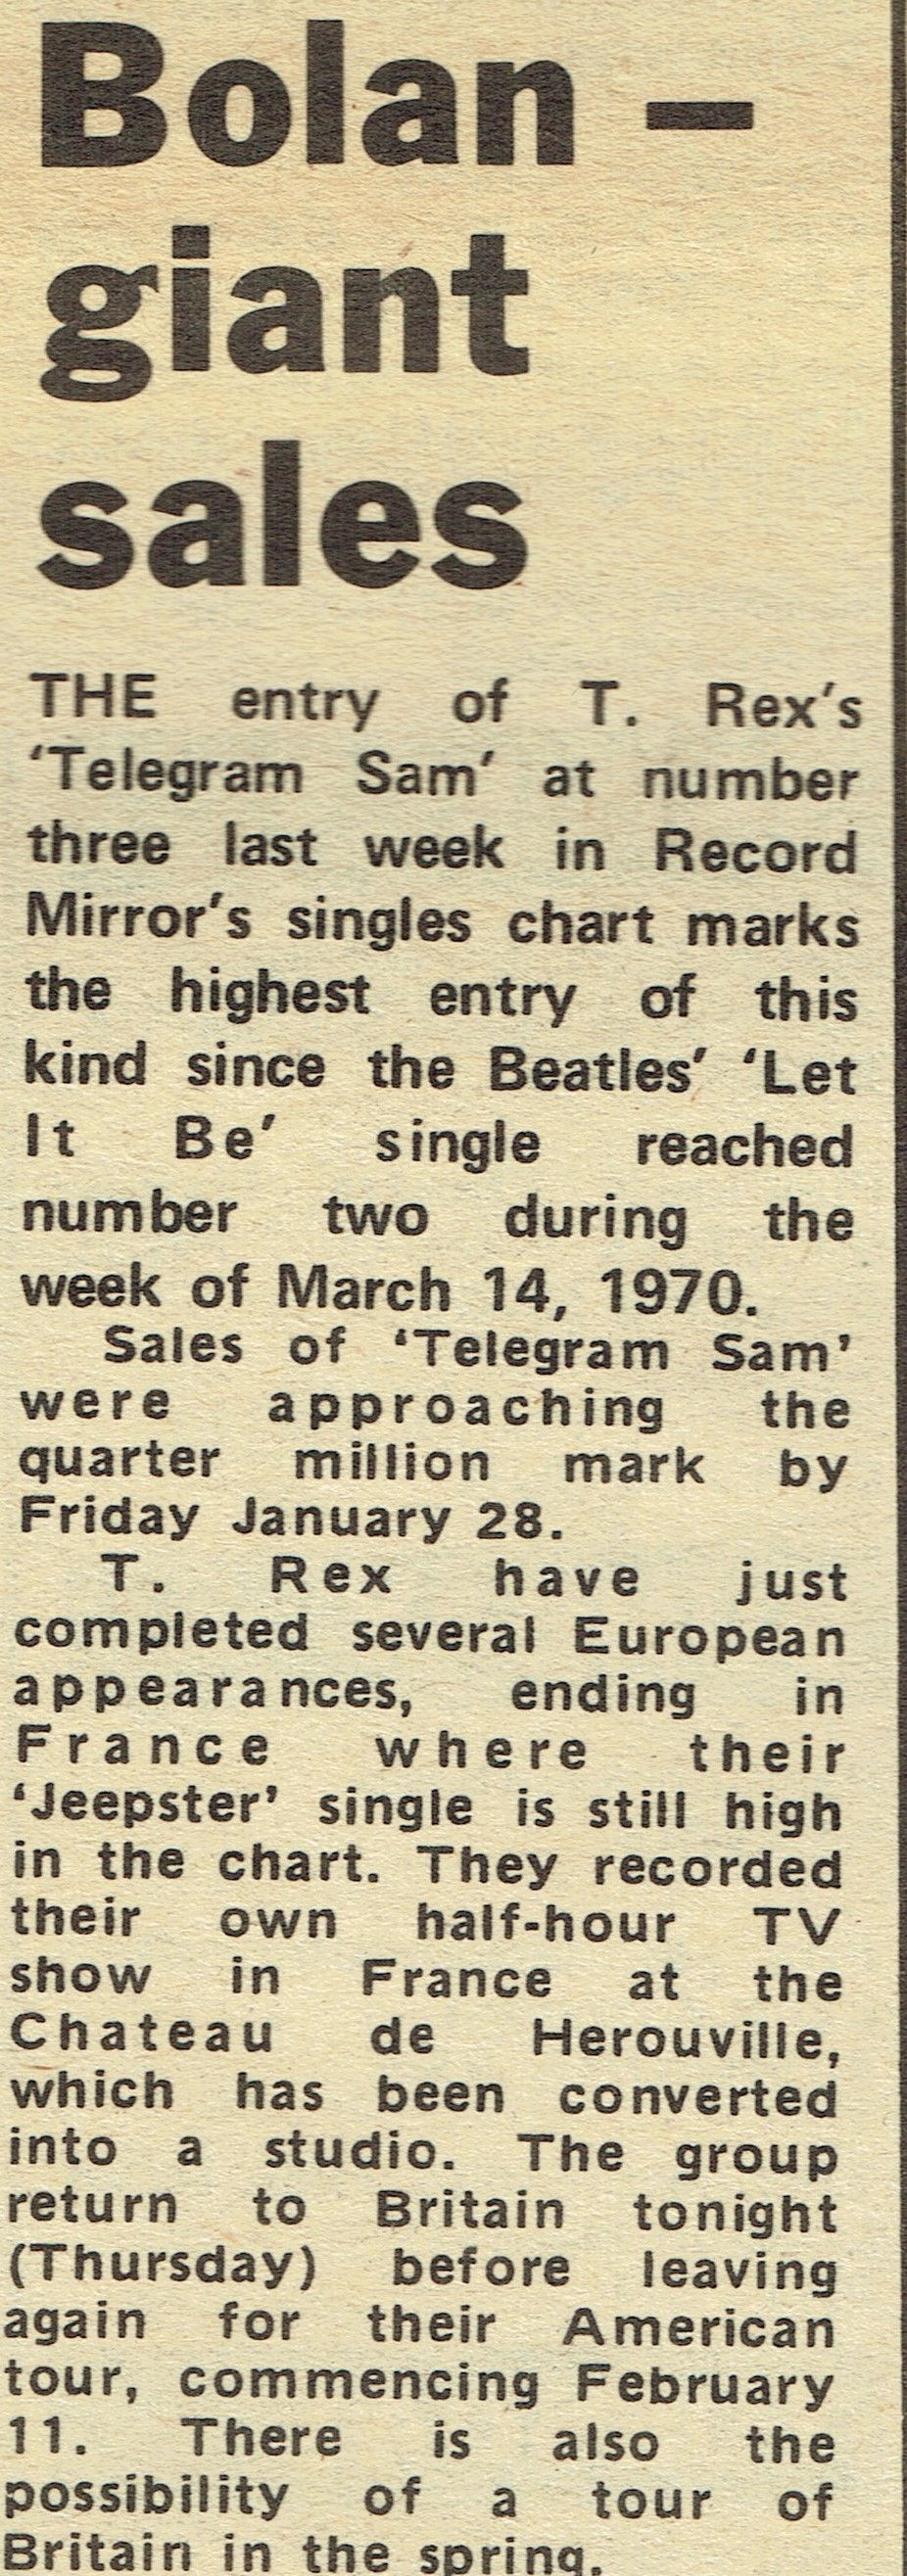 Bolan –
giant
sales
THE entry of T. Rex's
‘Telegram Sam’ at number
three last week in Record
Mirror's singles chart marks
the highest entry of this
kind since the Beatles’ ‘Let
It Be’ single reached
number two during the
week of March 14, 1970.
Sales of ‘Telegram Sam’
were approaching the
quarter million mark by
Friday January 28.
T. Rex have just
completed several European
appearances, ending in
France where their
‘Jeepster’ single is still high
in the chart. They recorded
their own half-hour TV
show in France at the
Chateau de Herouville,
which has been converted
into a studio. The group
return to Britain tonight
(Thursday) before leaving
again for their American
tour, commencing February
11. There is also the
possibility of a tour of
Britain in the spring.